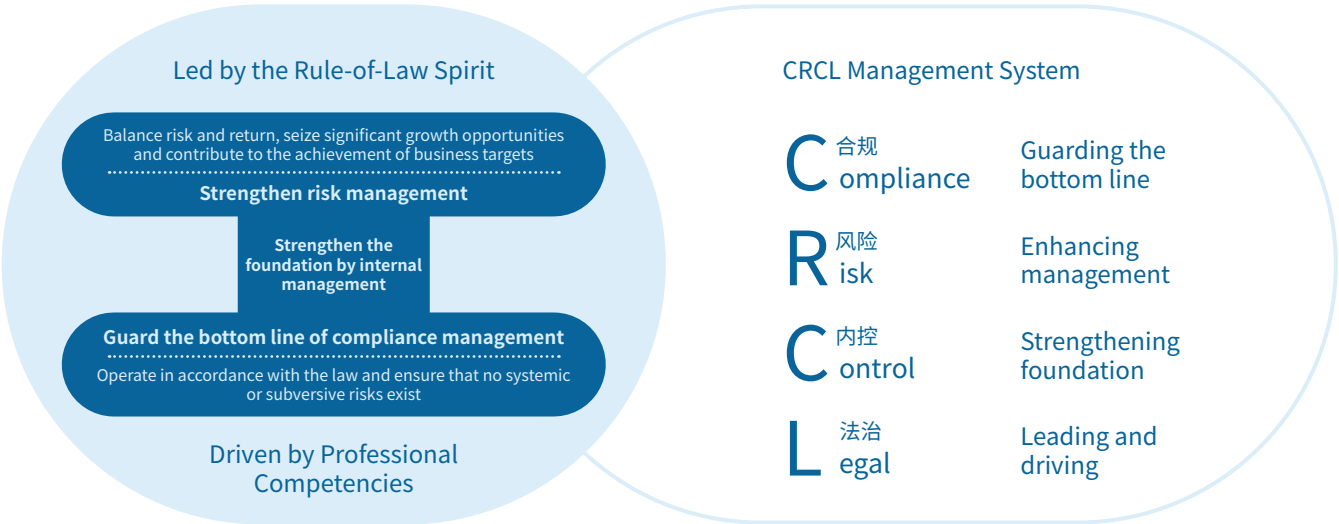 Led by the Rule-of-Law Spirit
Balance risk and return, seize significant growth opportunities
and contribute to the achievement of business targets
Strengthen risk management
Strengthen the
foundation by internal
management
Guard the bottom line of compliance management
Operate in accordance with the law and ensure that no systemic
or subversive risks exist
Driven by Professional
Competencies
CRCL Management System
合规
Compliance
Guarding the
bottom line
风险
Risk
Enhancing
management
内控
Control
Strengthening
foundation
法治
Legal
Leading and
driving